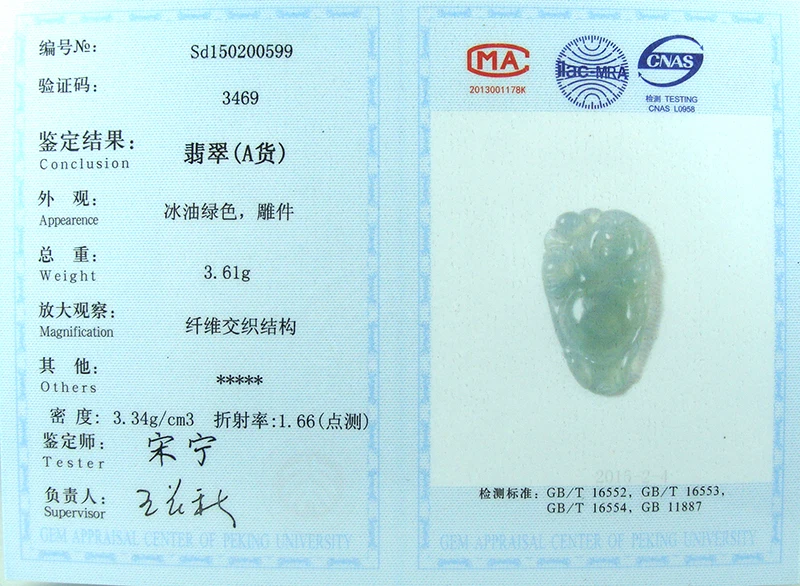 编号№: Sd150200599
验证码: 3469
鉴定结果: 翡翠(A货)
Conclusion
外 观: 冰油绿色，雕件
Appearence
总 重: 3.61g
Weight
放大观察: 纤维交织结构
Magnification
其 他: *****
Others
密 度: 3.34g/cm3 折射率:1.66(点测)
鉴定师: 宋宁
Tester
负责人:
Supervisor
GEM APPRAISAL CENTER OF PEKING UNIVERSITY
CMA
2013001178K
ilac-MRA
CNAS
检测 TESTING
CNAS L0958
2015-2-4
检测标准: GB/T 16552, GB/T 16553,
GB/T 16554, GB 11887
GEM APPRAISAL CENTER OF PEKING UNIVERSITY